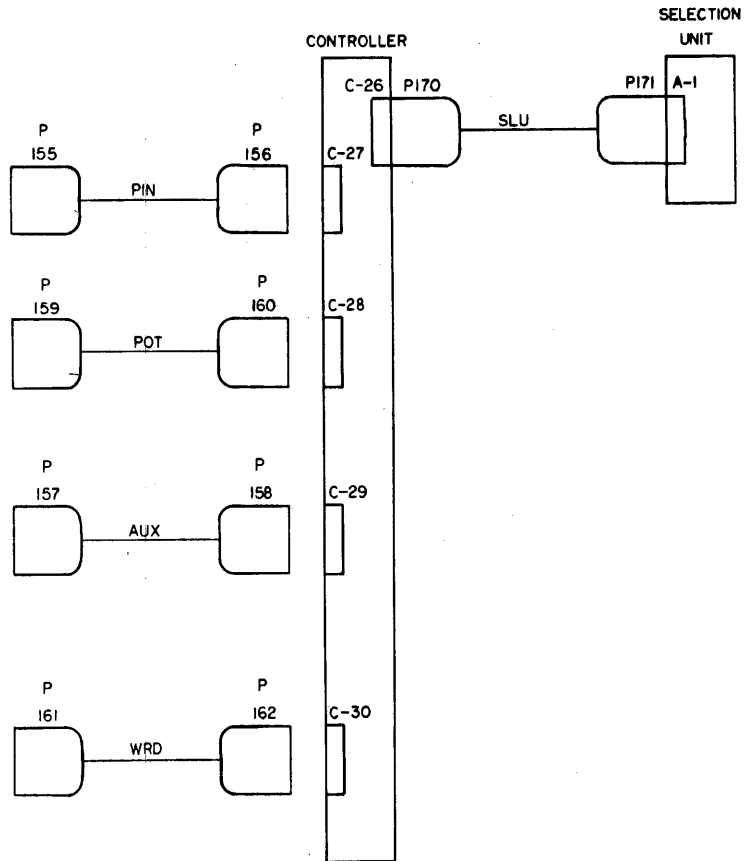 SELECTION
UNIT
CONTROLLER
C-26 P170
P171 A-1
SLU
P
155
P
156
C-27
PIN
P
159
P
160
C-28
POT
P
157
P
158
C-29
AUX
P
161
P
162
C-30
WRD